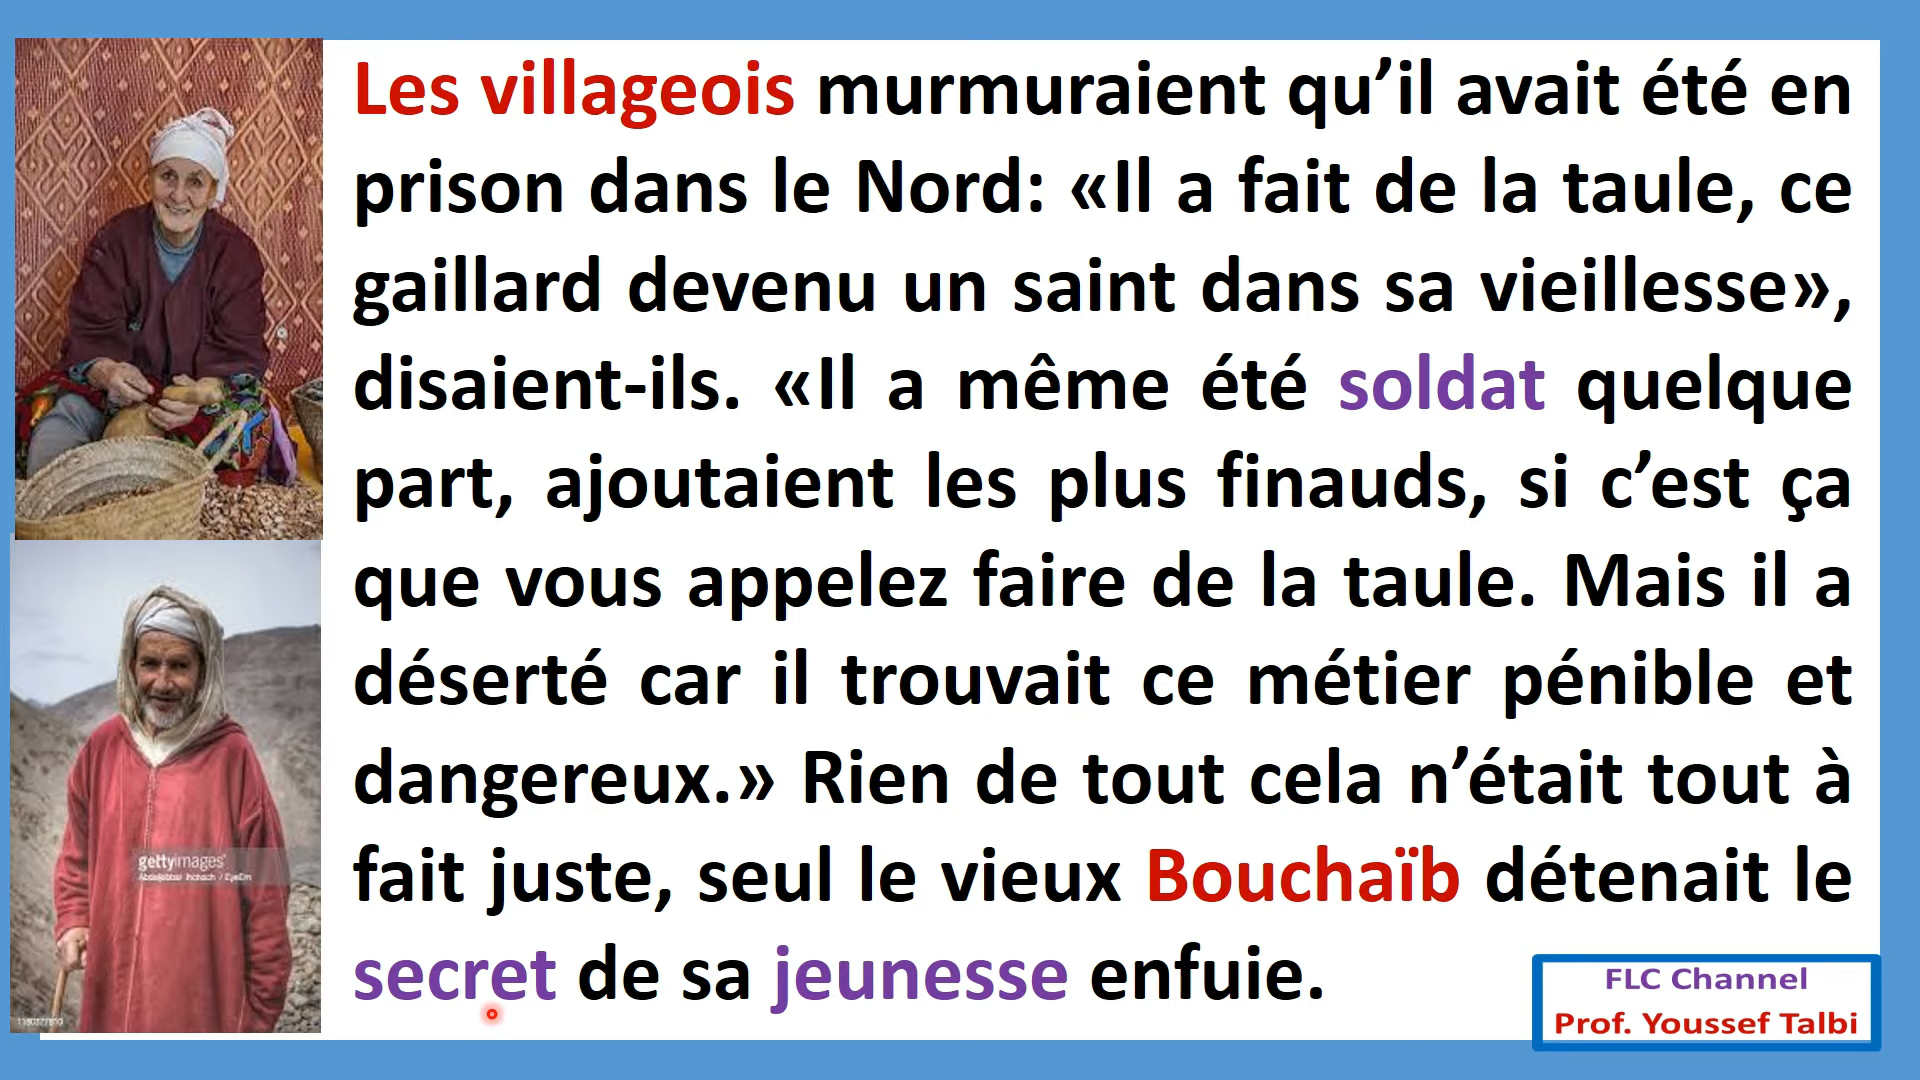 Les villageois murmuraient qu’il avait été en
prison dans le Nord: «Il a fait de la taule, ce
gaillard devenu un saint dans sa vieillesse»,
disaient-ils. «Il a même été soldat quelque
part, ajoutaient les plus finauds, si c’est ça
que vous appelez faire de la taule. Mais il a
déserté car il trouvait ce métier pénible et
dangereux.» Rien de tout cela n’était tout à
fait juste, seul le vieux Bouchaïb détenait le
secret de sa jeunesse enfuie.
gettyimages
FLC Channel
Prof. Youssef Talbi